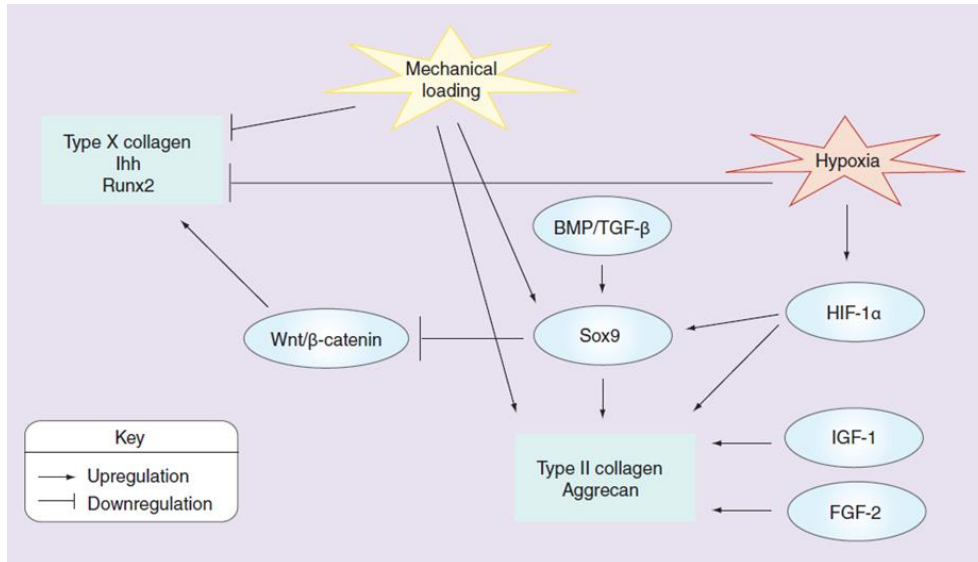 Mechanical
loading
Type X collagen
Ihh
Runx2
Hypoxia
BMP/TGF-β
HIF-1α
Wnt/β-catenin
Sox9
Key
Upregulation
Downregulation
Type II collagen
Aggrecan
IGF-1
FGF-2